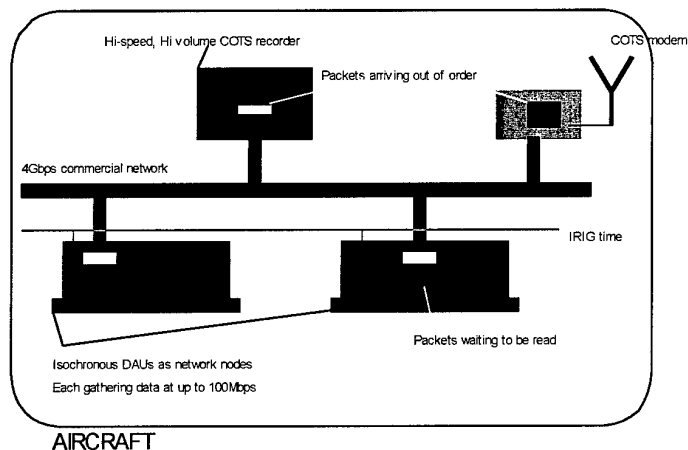 Hi-speed, Hi volume COTS recorder
COTS modem
Packets arriving out of order
4Gbps commercial network
IRIG time
Packets waiting to be read
Isochronous DAUs as network nodes
Each gathering data at up to 100Mbps
AIRCRAFT